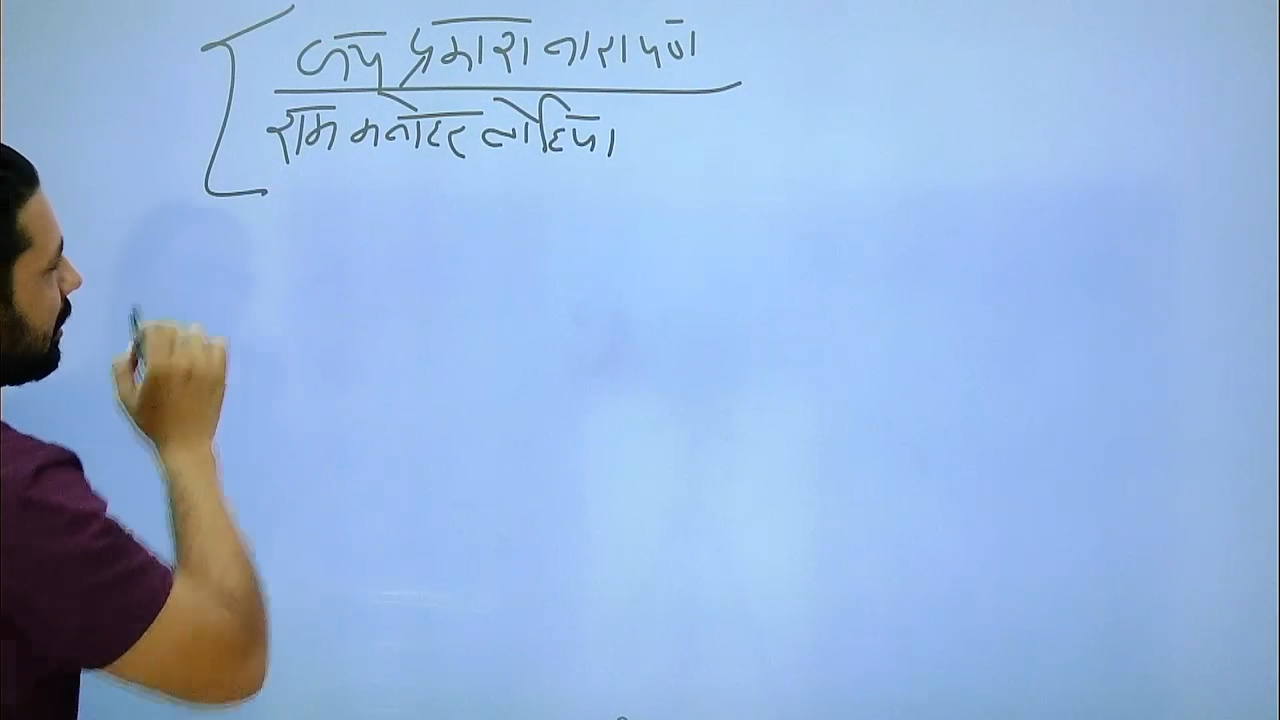 जय प्रकाश नारायण
राम मनोहर लोहिया